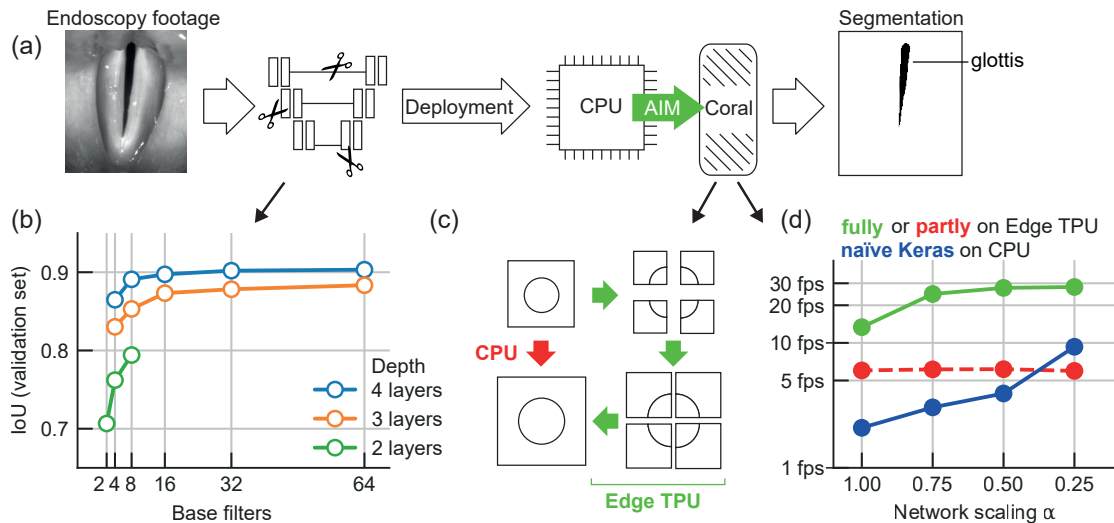 Endoscopy footage
Segmentation
(a)
Deployment
CPU
AIM
Coral
glottis
(b)
IoU (validation set)
0.9
0.8
0.7
Depth
4 layers
3 layers
2 layers
2 4 8 16 32 64
Base filters
(c)
CPU
Edge TPU
(d)
fully or partly on Edge TPU
naïve Keras on CPU
30 fps
20 fps
10 fps
5 fps
1 fps
1.00 0.75 0.50 0.25
Network scaling α